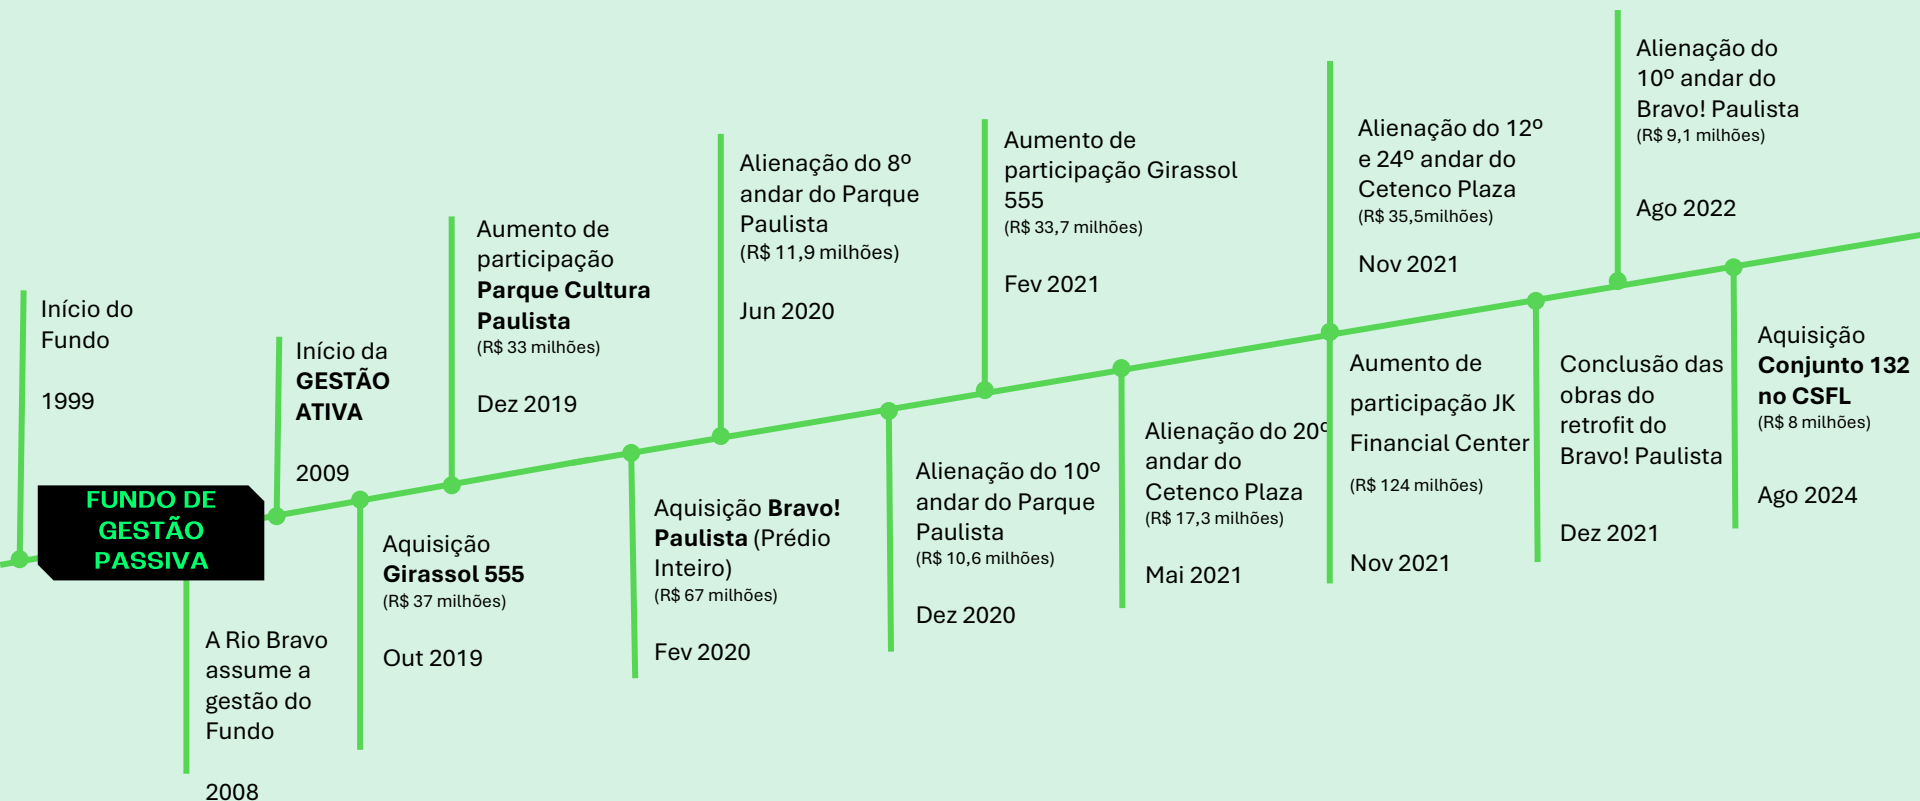 Início do
Fundo
1999
FUNDO DE
GESTÃO
PASSIVA
A Rio Bravo
assume a
gestão do
Fundo
2008
Início da
GESTÃO
ATIVA
2009
Aquisição
Girassol 555
(R$ 37 milhões)
Out 2019
Aumento de
participação
Parque Cultura
Paulista
(R$ 33 milhões)
Dez 2019
Aquisição Bravo!
Paulista (Prédio
Inteiro)
(R$ 67 milhões)
Fev 2020
Alienação do 8º
andar do Parque
Paulista
(R$ 11,9 milhões)
Jun 2020
Alienação do 10º
andar do Parque
Paulista
(R$ 10,6 milhões)
Dez 2020
Aumento de
participação Girassol
555
(R$ 33,7 milhões)
Fev 2021
Alienação do 20º
andar do
Cetenco Plaza
(R$ 17,3 milhões)
Mai 2021
Alienação do 12º
e 24º andar do
Cetenco Plaza
(R$ 35,5milhões)
Nov 2021
Aumento de
participação JK
Financial Center
(R$ 124 milhões)
Nov 2021
Conclusão das
obras do
retrofit do
Bravo! Paulista
Dez 2021
Alienação do
10º andar do
Bravo! Paulista
(R$ 9,1 milhões)
Ago 2022
Aquisição
Conjunto 132
no CSFL
(R$ 8 milhões)
Ago 2024